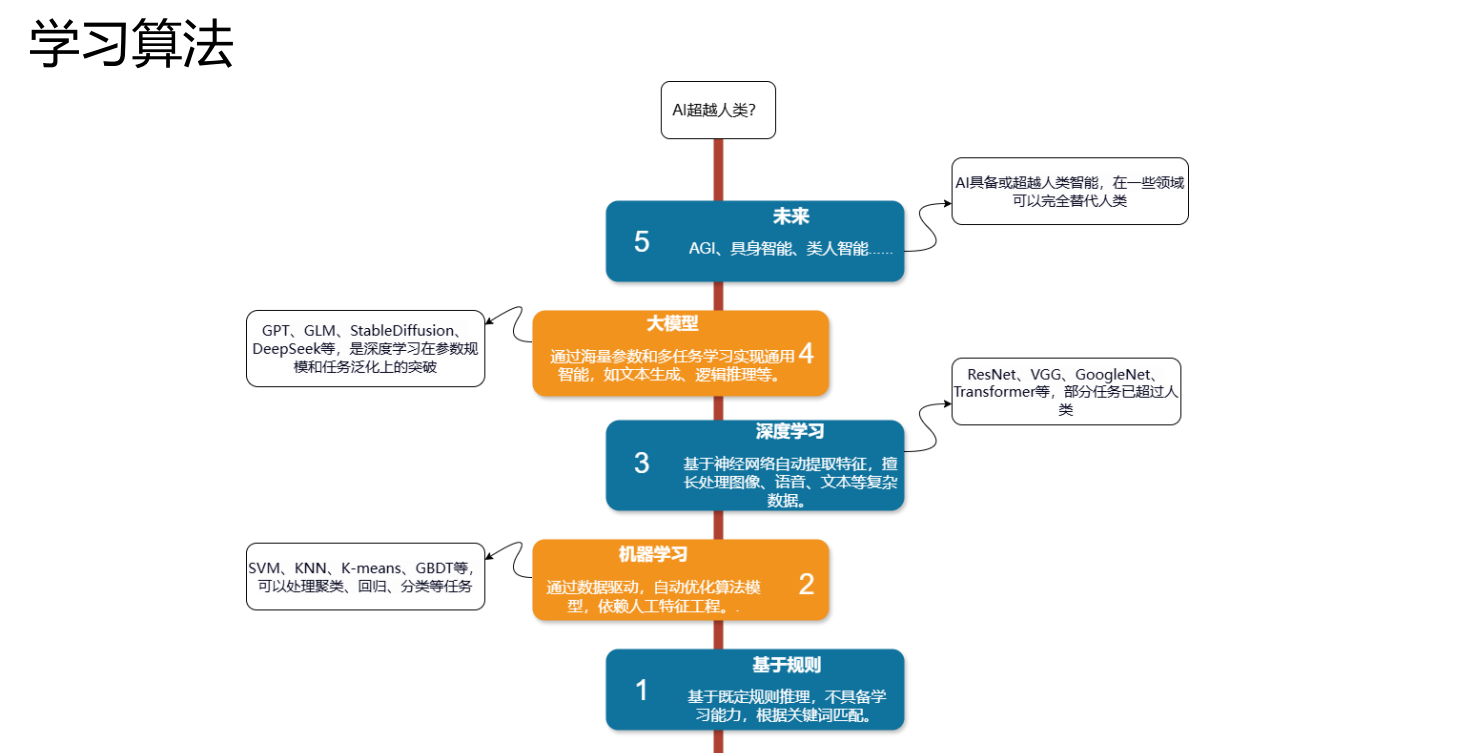 学习算法
AI超越人类?
未来
5
AGI、具身智能、类人智能……
AI具备或超越人类智能，在一些领域
可以完全替代人类
大模型
4
通过海量参数和多任务学习实现通用
智能，如文本生成、逻辑推理等。
GPT、GLM、StableDiffusion、
DeepSeek等，是深度学习在参数规
模和任务泛化上的突破
深度学习
3
基于神经网络自动提取特征，擅
长处理图像、语音、文本等复杂
数据。
ResNet、VGG、GoogleNet、
Transformer等，部分任务已超过人
类
机器学习
2
通过数据驱动，自动优化算法模
型，依赖人工特征工程。.
SVM、KNN、K-means、GBDT等，
可以处理聚类、回归、分类等任务
基于规则
1
基于既定规则推理，不具备学
习能力，根据关键词匹配。